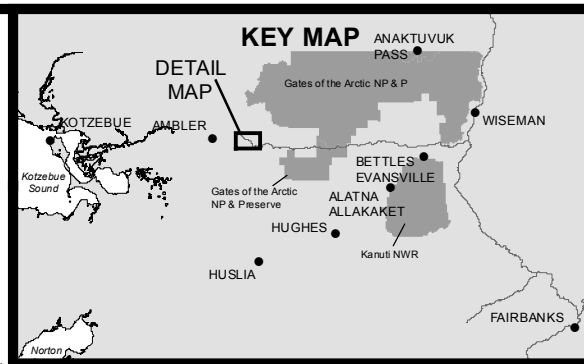 KEY MAP
ANAKTUVUK
PASS
DETAIL
MAP
Gates of the Arctic NP & P
KOTZEBUE
AMBLER
WISEMAN
Kotzebue
Sound
BETTLES
EVANSVILLE
Gates of the Arctic
NP & Preserve
ALATNA
ALLAKAKET
HUGHES
Kanuti NWR
HUSLIA
FAIRBANKS
Norton